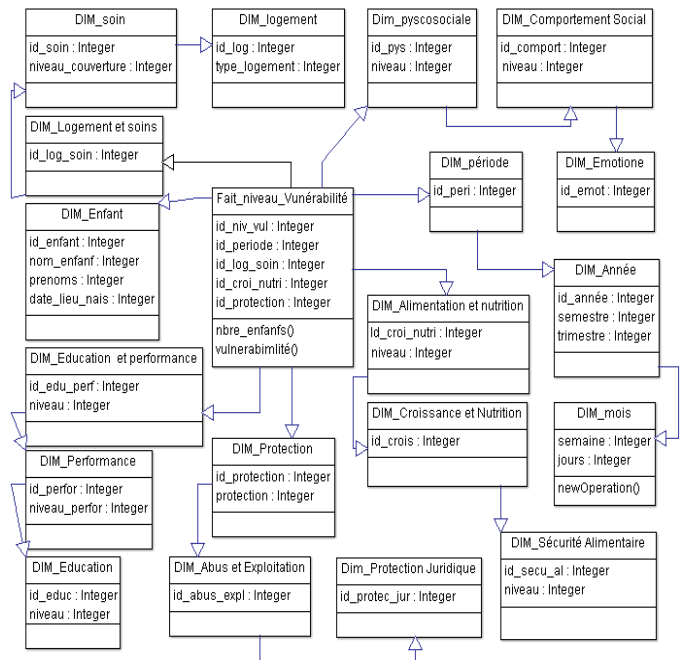 DIM_soin
id_soin : Integer
niveau_couverture : Integer
DIM_logement
id_log : Integer
type_logement : Integer
Dim_pyscosociale
id_pys : Integer
niveau : Integer
DIM_Comportement Social
id_comport : Integer
niveau : Integer
DIM_Logement et soins
id_log_soin : Integer
DIM_période
id_peri : Integer
DIM_Emotione
id_emot : Integer
DIM_Enfant
id_enfant : Integer
nom_enfanf : Integer
prenoms : Integer
date_lieu_nais : Integer
Fait_niveau_Vunérabilité
id_niv_vul : Integer
id_periode : Integer
id_log_soin : Integer
id_croi_nutri : Integer
id_protection : Integer
nbre_enfanfs()
vulnerabimlité()
DIM_Année
id_année : Integer
semestre : Integer
trimestre : Integer
DIM_Alimentation et nutrition
Id_croi_nutri : Integer
niveau : Integer
DIM_Education et performance
id_edu_perf : Integer
niveau : Integer
DIM_Croissance et Nutrition
id_crois : Integer
DIM_mois
semaine : Integer
jours : Integer
newOperation()
DIM_Performance
id_perfor : Integer
niveau_perfor : Integer
DIM_Protection
id_protection : Integer
protection : Integer
DIM_Sécurité Alimentaire
id_secu_al : Integer
niveau : Integer
DIM_Education
id_educ : Integer
niveau : Integer
DIM_Abus et Exploitation
id_abus_expl : Integer
Dim_Protection Juridique
id_protec_jur : Integer